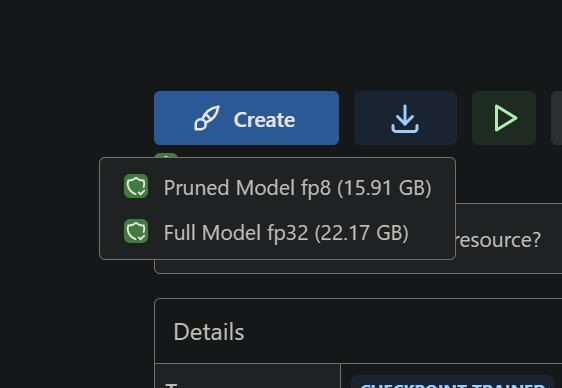 Create
Pruned Model fp8 (15.91 GB)
Full Model fp32 (22.17 GB)
resource?
Details
CHECKPOINT TRAINED